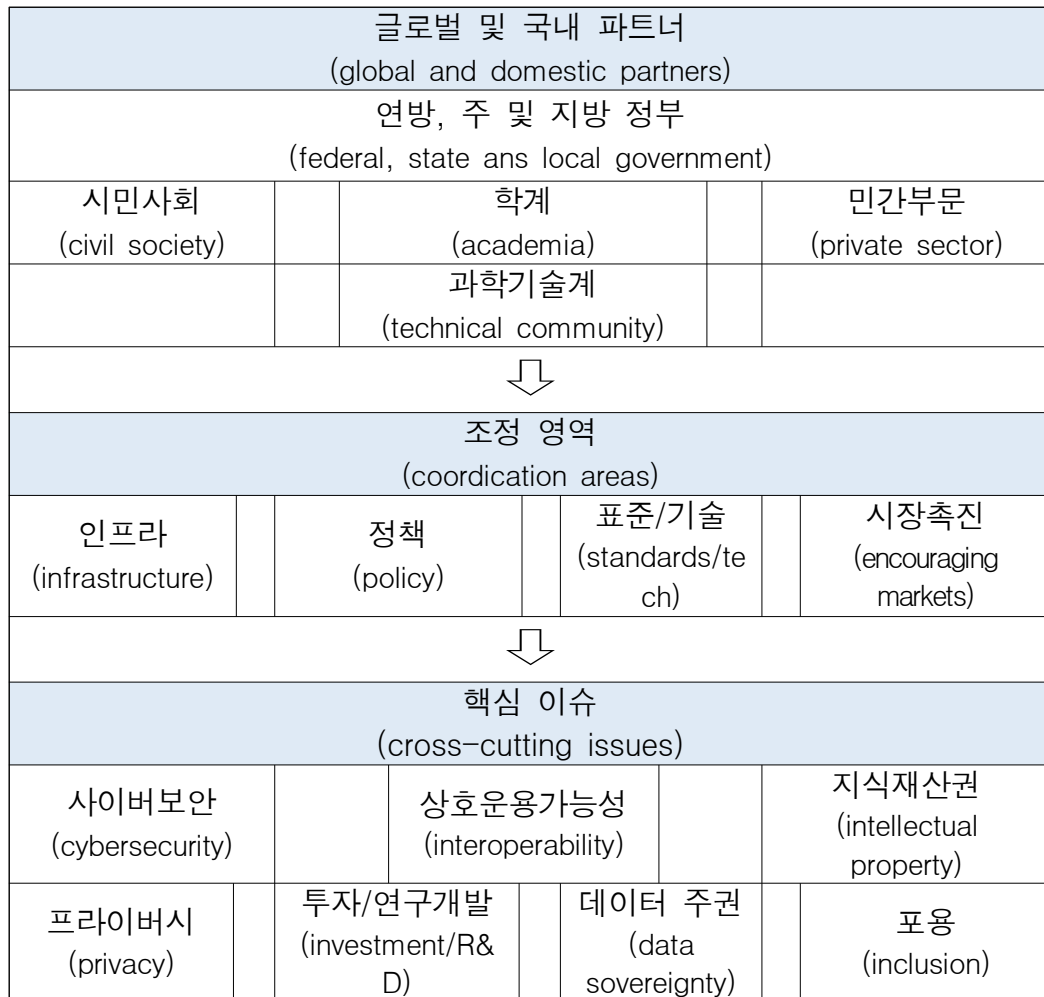 글로벌 및 국내 파트너
(global and domestic partners)
연방, 주 및 지방 정부
(federal, state ans local government)
시민사회
(civil society)
학계
(academia)
민간부문
(private sector)
과학기술계
(technical community)
조정 영역
(coordication areas)
인프라
(infrastructure)
정책
(policy)
표준/기술
(standards/te
ch)
시장촉진
(encouraging
markets)
핵심 이슈
(cross-cutting issues)
사이버보안
(cybersecurity)
상호운용가능성
(interoperability)
지식재산권
(intellectual
property)
프라이버시
(privacy)
투자/연구개발
(investment/R&
D)
데이터 주권
(data
sovereignty)
포용
(inclusion)